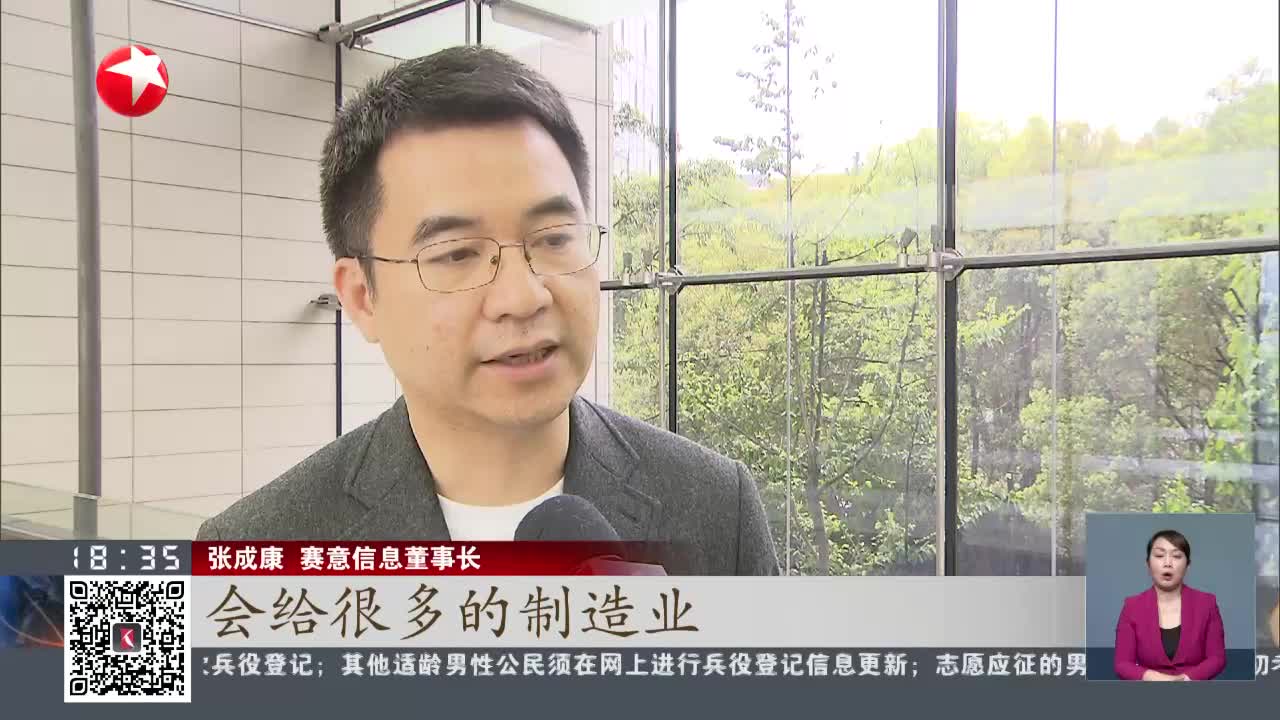 18:35
张成康 赛意信息董事长
会给很多的制造业
兵役登记；其他适龄男性公民须在网上进行兵役登记信息更新；志愿应征的男